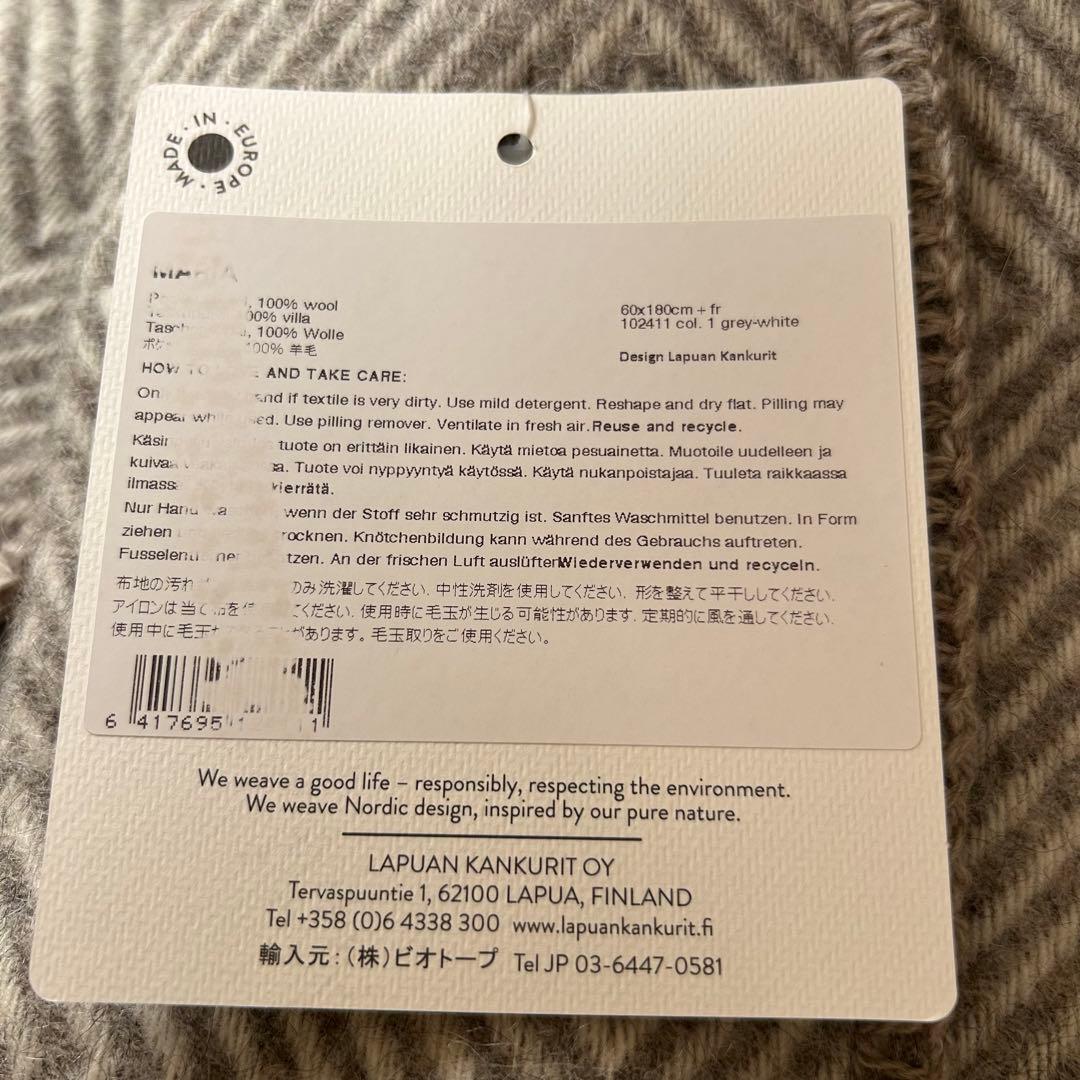 MADE · IN · EUROPE ·
, 100% wool
60x180cm + fr
00% villa
102411 col. 1 grey-white
, 100% Wolle
100% 羊毛
Design Lapuan Kankurit
HOW AND TAKE CARE:
and if textile is very dirty. Use mild detergent. Reshape and dry flat. Pilling may
appear Use pilling remover. Ventilate in fresh air. Reuse and recycle.
tuote on erittäin likainen. Käytä mietoa pesuainetta. Muotoile uudelleen ja
Tuote voi nyppyyntyä käytössä. Käytä nukanpoistajaa. Tuuleta raikkaassa
kierrätä.
Nur wenn der Stoff sehr schmutzig ist. Sanftes Waschmittel benutzen. In Form
ziehen Knötchenbildung kann während des Gebrauchs auftreten.
An der frischen Luft auslüften Wiederverwenden und recyceln.
布地の汚れ のみ洗濯してください. 中性洗剤を使用してください. 形を整えて平干ししてください.
アイロンは当て ください. 使用時に毛玉が生じる可能性があります. 定期的に風を通してください.
使用中に毛玉 があります。毛玉取りをご使用ください。
6 417695
We weave a good life – responsibly, respecting the environment.
We weave Nordic design, inspired by our pure nature.
LAPUAN KANKURIT OY
Tervaspuuntie 1, 62100 LAPUA, FINLAND
Tel +358 (0)6 4338 300 www.lapuankankurit.fi
輸入元：（株）ビオトープ Tel JP 03-6447-0581